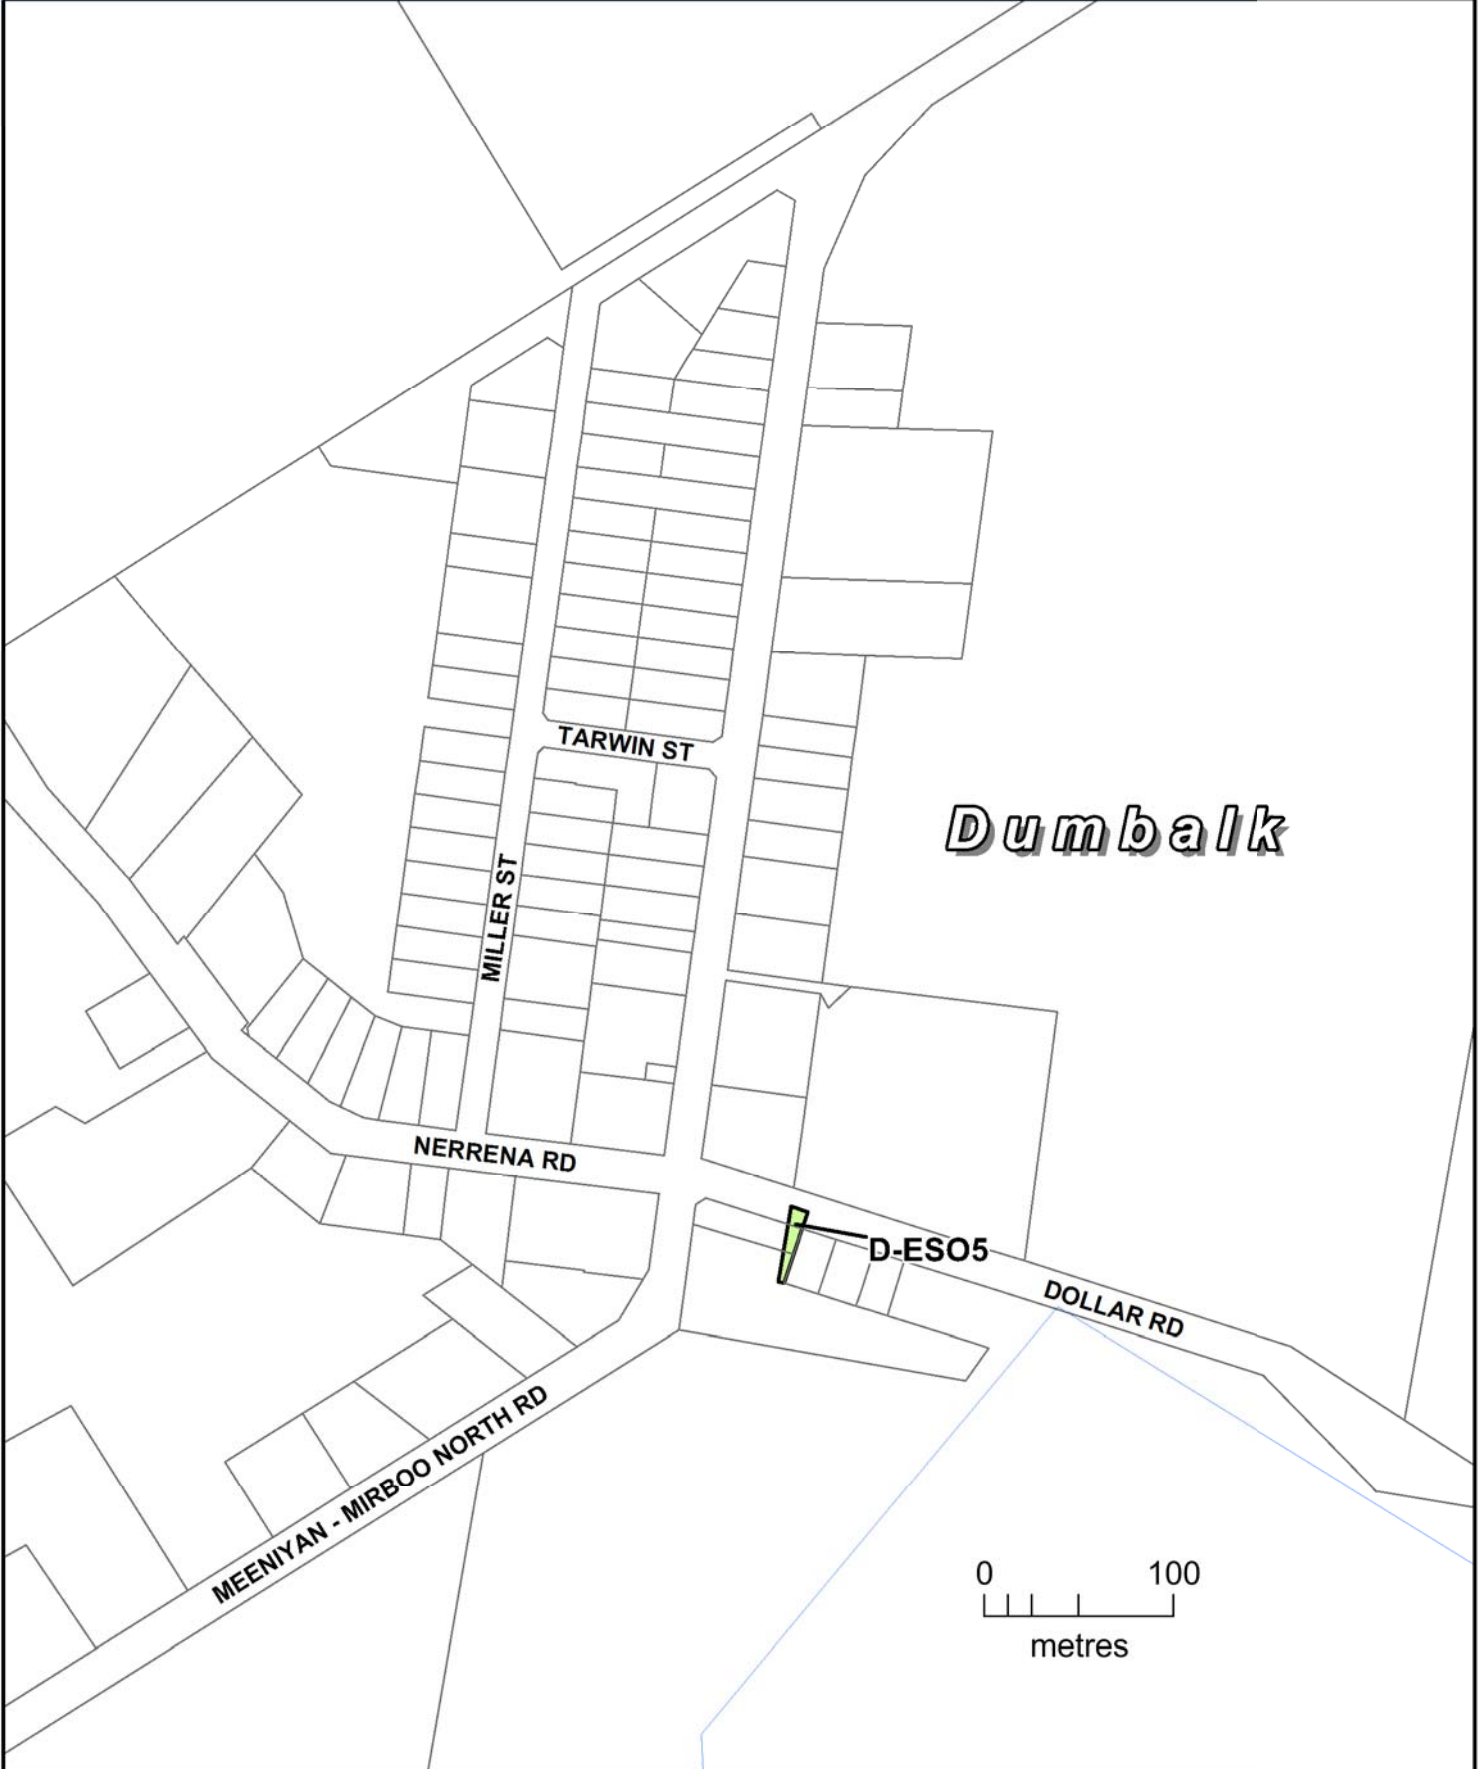 TARWIN ST
Dumbalk
MILLER ST
NERRENA RD
D-ESO5
DOLLAR RD
MEENIYAN - MIRBOO NORTH RD
0 100
metres